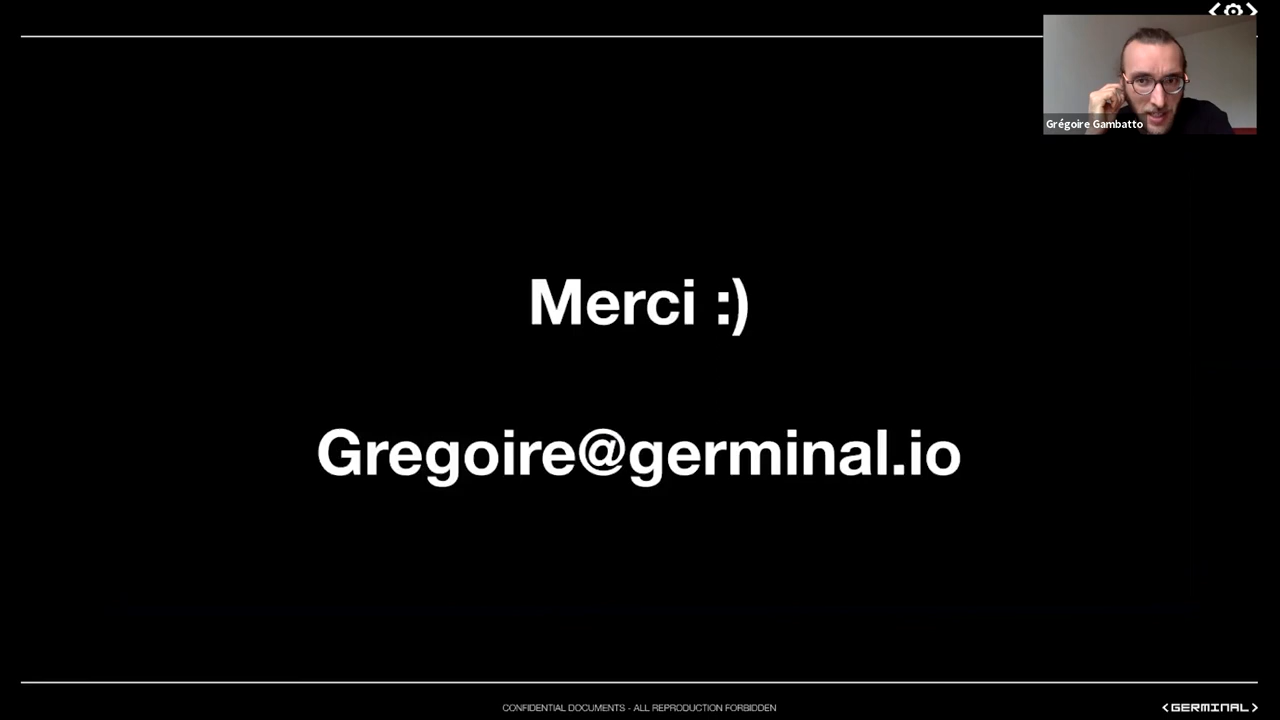 Grégoire Gambatto
Merci :)
Gregoire@germinal.io
CONFIDENTIAL DOCUMENTS - ALL REPRODUCTION FORBIDDEN
<GERMINAL>